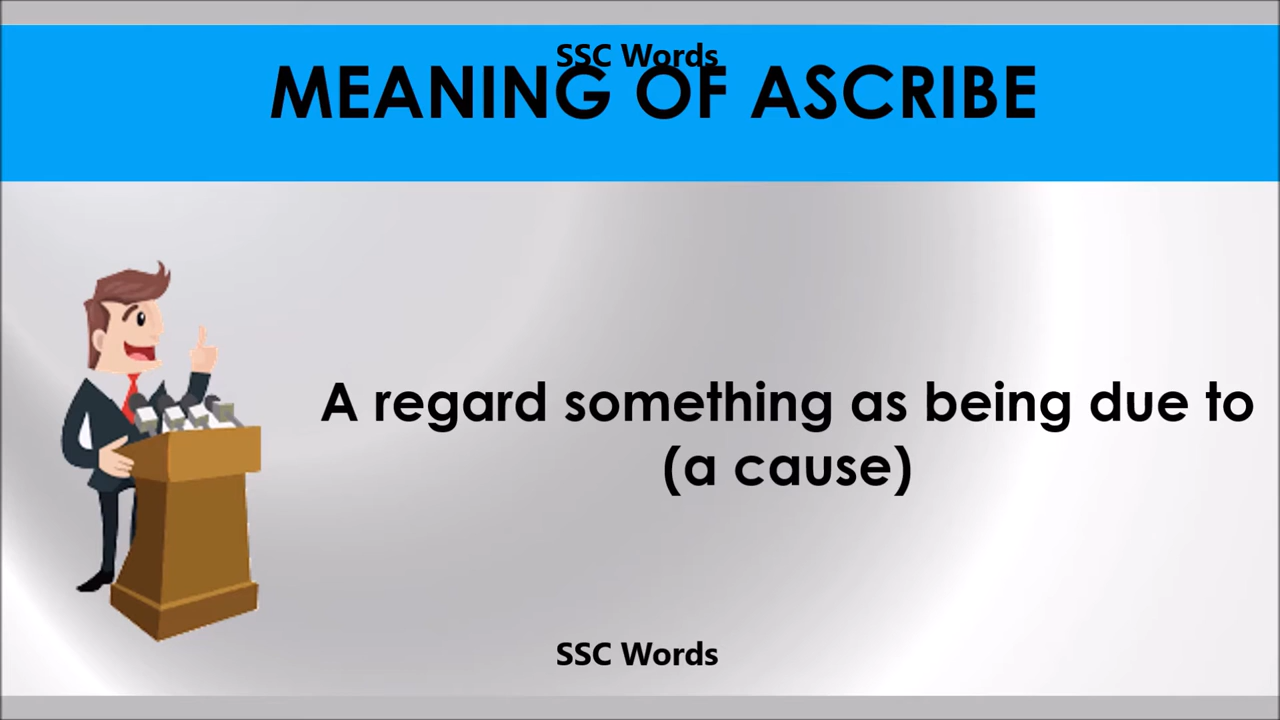 SSC Words
MEANING OF ASCRIBE
A regard something as being due to
(a cause)
SSC Words